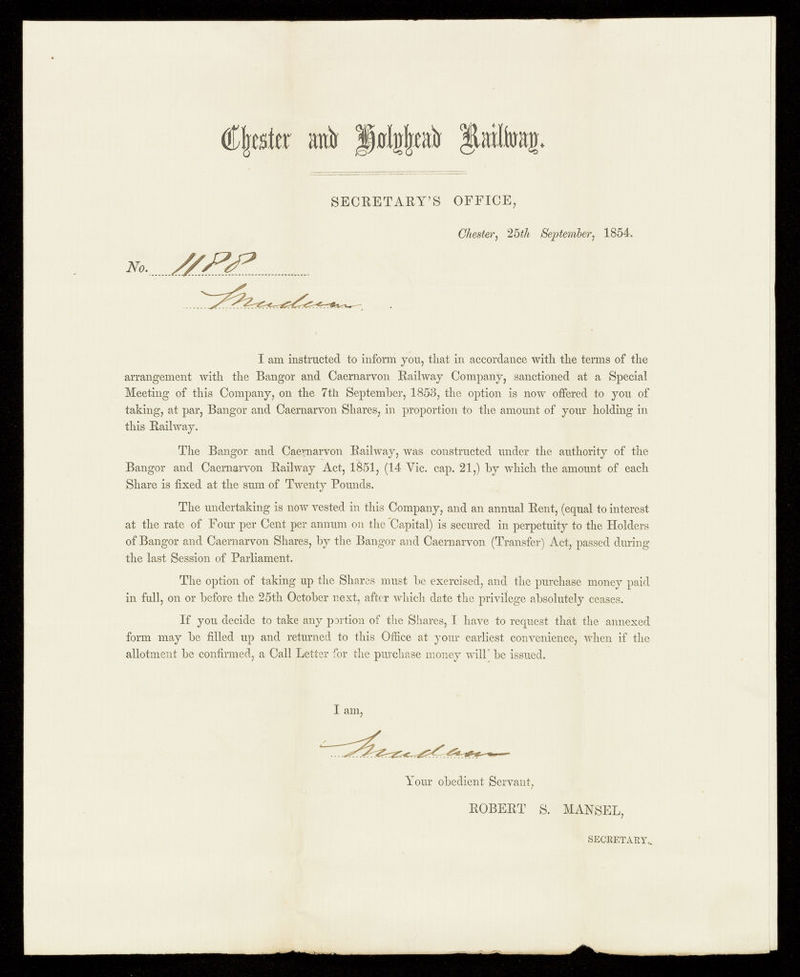 Chester and Holyhead Railway.
SECRETARY'S OFFICE,
Chester, 25th September, 1854.
No. 1188
Madam
I am instructed to inform you, that in accordance with the terms of the
arrangement with the Bangor and Caernarvon Railway Company, sanctioned at a Special
Meeting of this Company, on the 7th September, 1853, the option is now offered to you of
taking, at par, Bangor and Caernarvon Shares, in proportion to the amount of your holding in
this Railway.
The Bangor and Caernarvon Railway, was constructed under the authority of the
Bangor and Caernarvon Railway Act, 1851, (14 Vic. cap. 21,) by which the amount of each
Share is fixed at the sum of Twenty Pounds.
The undertaking is now vested in this Company, and an annual Rent, (equal to interest
at the rate of Four per Cent per annum on the Capital) is secured in perpetuity to the Holders
of Bangor and Caernarvon Shares, by the Bangor and Caernarvon (Transfer) Act, passed during
the last Session of Parliament.
The option of taking up the Shares must be exercised, and the purchase money paid
in full, on or before the 25th October next, after which date the privilege absolutely ceases.
If you decide to take any portion of the Shares, I have to request that the annexed
form may be filled up and returned to this Office at your earliest convenience, when if the
allotment be confirmed, a Call Letter for the purchase money will be issued.
I am,
Madam
Your obedient Servant,
ROBERT S. MANSEL,
SECRETARY.